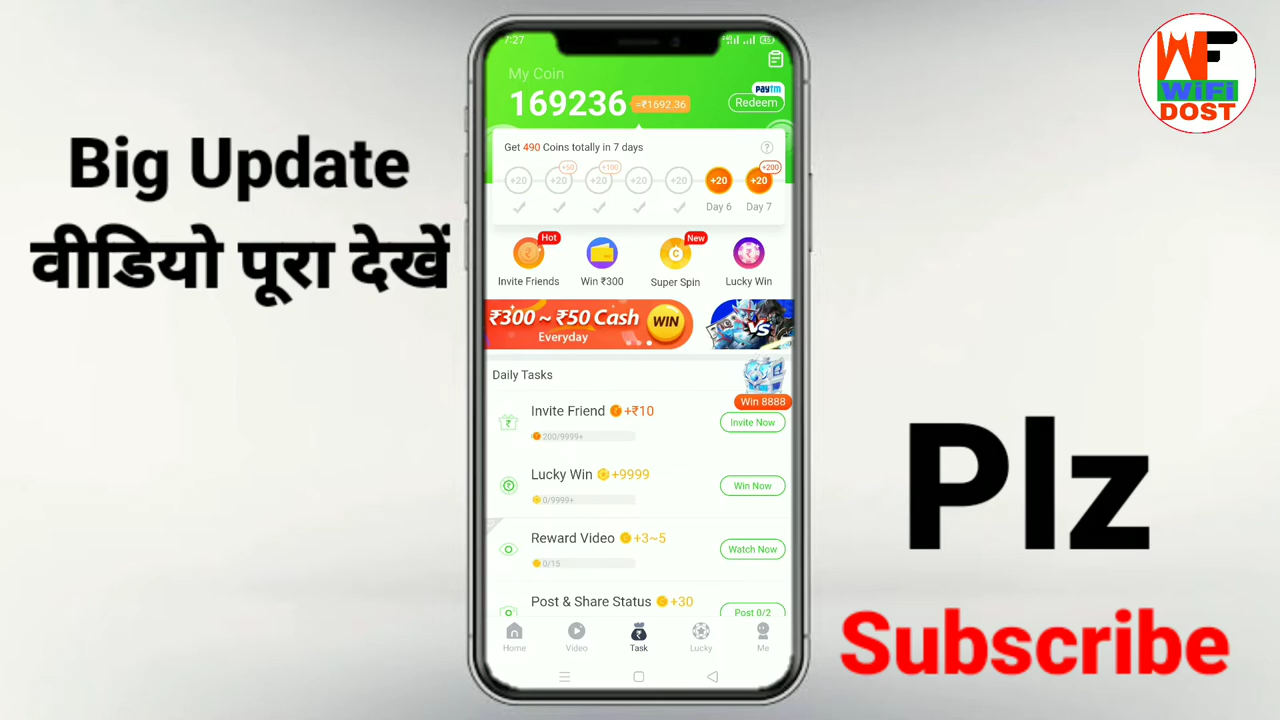 Big Update
वीडियो पूरा देखें
7:27
My Coin
169236
=₹1692.36
paytm
Redeem
Get 490 Coins totally in 7 days
?
+50
+100
+200
+20
+20
+20
+20
+20
+20
+20
Day 6
Day 7
Hot
New
Invite Friends
Win ₹300
Super Spin
Lucky Win
₹300 ~ ₹50 Cash
Everyday
WIN
VS
Daily Tasks
Win 8888
Invite Friend +₹10
200/9999+
Invite Now
Lucky Win +9999
0/9999+
Win Now
Reward Video +3~5
0/15
Watch Now
Post & Share Status +30
Post 0/2
Home
Video
Task
Lucky
Me
WF
WiFi
DOST
Plz
Subscribe